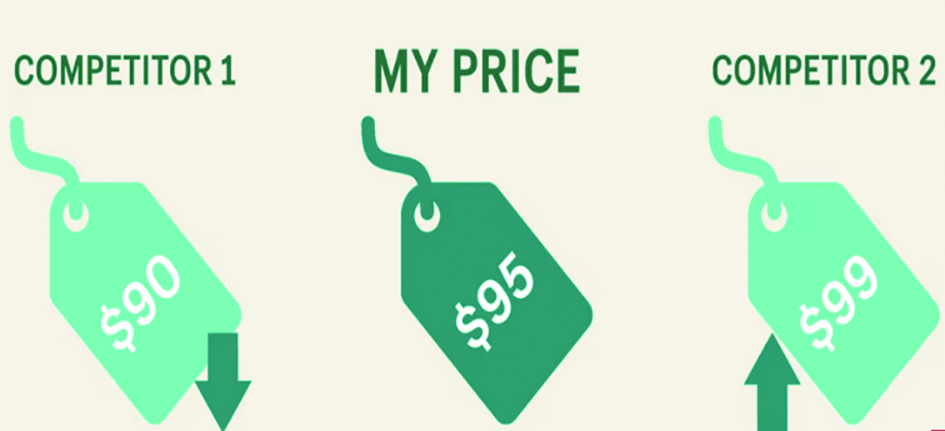 COMPETITOR 1
MY PRICE
COMPETITOR 2
$90
$95
$99